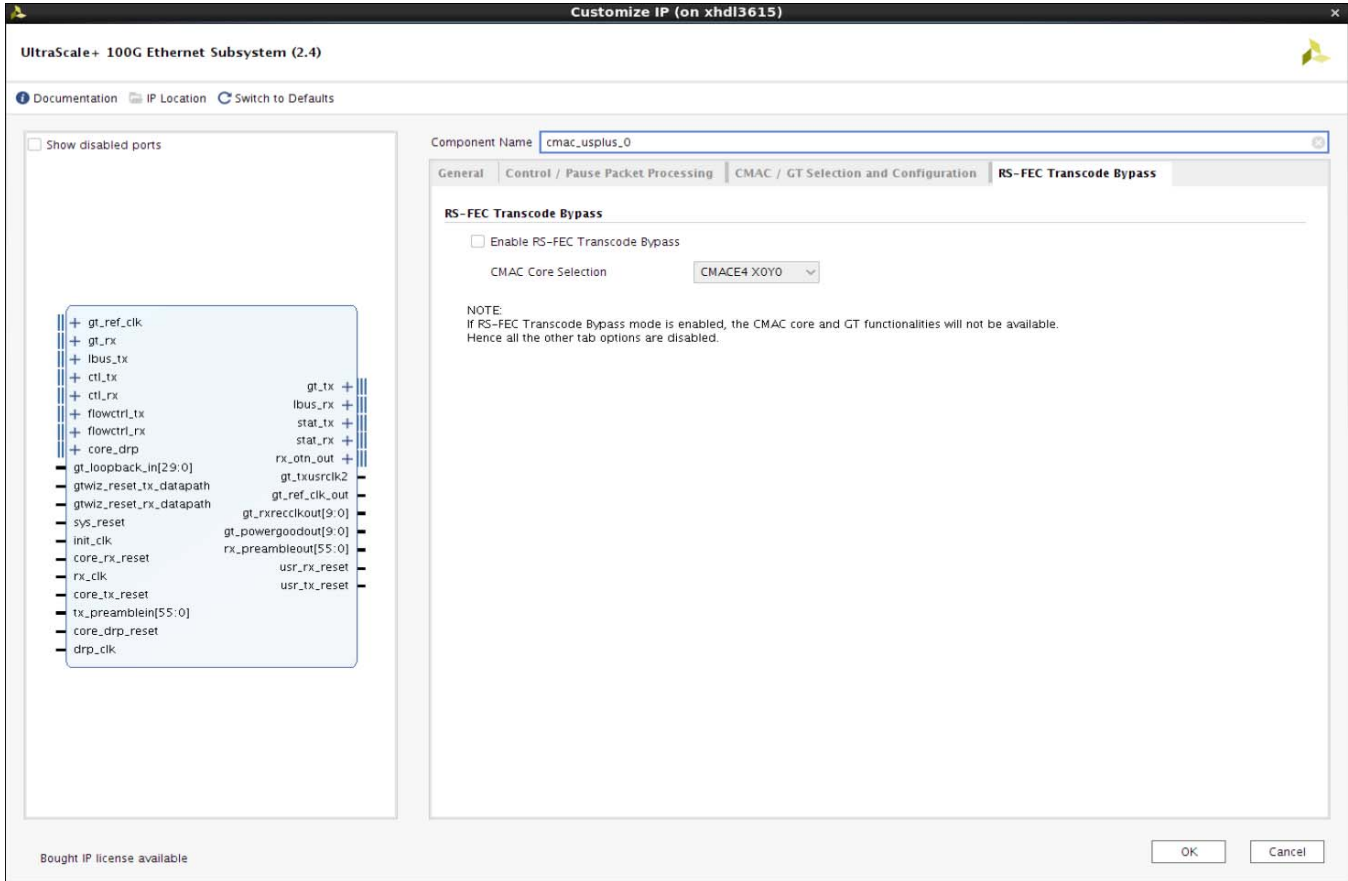 Customize IP (on xhdl3615)
UltraScale+ 100G Ethernet Subsystem (2.4)
Documentation IP Location Switch to Defaults
Show disabled ports
gt_ref_clk
gt_rx
lbus_tx
ctl_tx
ctl_rx
flowctrl_tx
flowctrl_rx
core_drp
gt_loopback_in[29:0]
gtwiz_reset_tx_datapath
gtwiz_reset_rx_datapath
sys_reset
init_clk
core_rx_reset
rx_clk
core_tx_reset
tx_preamblein[55:0]
core_drp_reset
drp_clk
gt_tx
lbus_rx
stat_tx
stat_rx
rx_otn_out
gt_txusrclk2
gt_ref_clk_out
gt_rxrecclkout[9:0]
gt_powergoodout[9:0]
rx_preambleout[55:0]
usr_rx_reset
usr_tx_reset
Component Name cmac_usplus_0
General Control / Pause Packet Processing CMAC / GT Selection and Configuration RS-FEC Transcode Bypass
RS-FEC Transcode Bypass
Enable RS-FEC Transcode Bypass
CMAC Core Selection CMACE4 X0Y0
NOTE:
If RS-FEC Transcode Bypass mode is enabled, the CMAC core and GT functionalities will not be available.
Hence all the other tab options are disabled.
Bought IP license available
OK Cancel